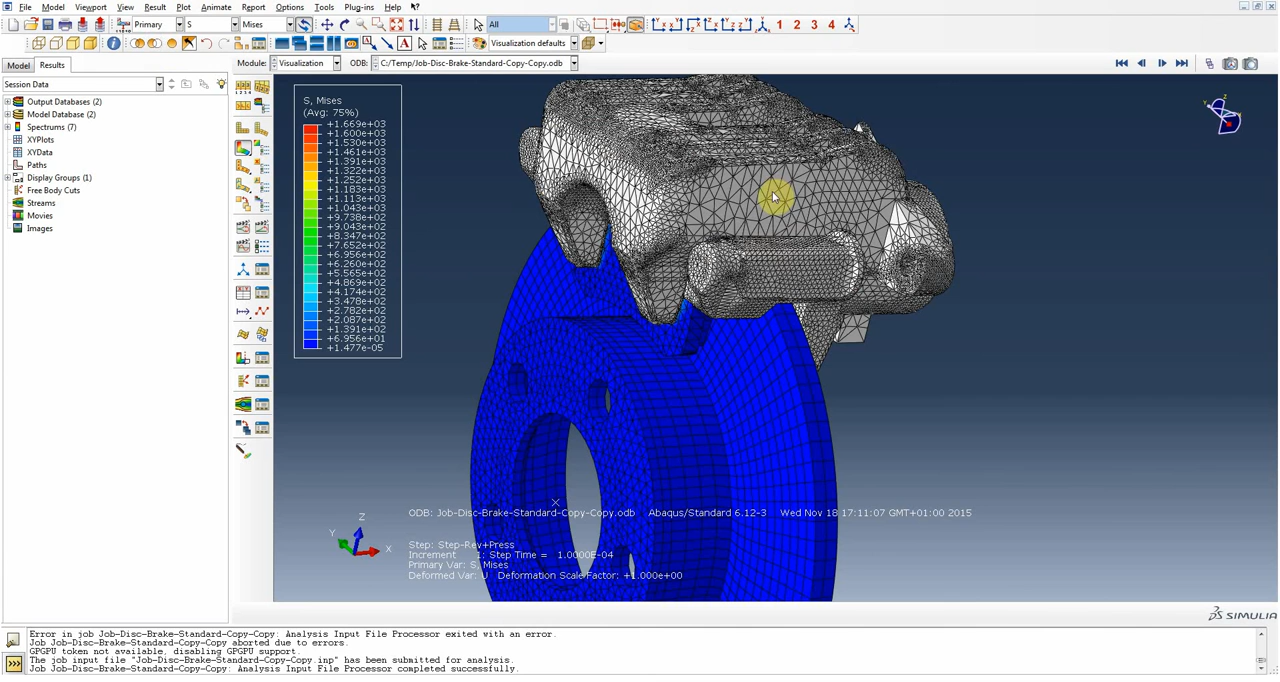 File Model Viewport View Result Plot Animate Report Options Tools Plug-ins Help
Primary S Mises All 1 2 3 4
Visualization defaults
Model Results Module: Visualization ODB: C:/Temp/Job-Disc-Brake-Standard-Copy-Copy.odb
Session Data
Output Databases (2)
Model Database (2)
Spectrums (7)
XYPlots
XYData
Paths
Display Groups (1)
Free Body Cuts
Streams
Movies
Images
S, Mises
(Avg: 75%)
+1.669e+03
+1.600e+03
+1.530e+03
+1.461e+03
+1.391e+03
+1.322e+03
+1.252e+03
+1.183e+03
+1.113e+03
+1.043e+03
+9.738e+02
+9.043e+02
+8.347e+02
+7.652e+02
+6.956e+02
+6.260e+02
+5.565e+02
+4.869e+02
+4.174e+02
+3.478e+02
+2.782e+02
+2.087e+02
+1.391e+02
+6.956e+01
+1.477e-05
Z
Y
X
ODB: Job-Disc-Brake-Standard-Copy-Copy.odb Abaqus/Standard 6.12-3 Wed Nov 18 17:11:07 GMT+01:00 2015
Step: Step-Rev+Press
Increment 1: Step Time = 1.0000E-04
Primary Var: S, Mises
Deformed Var: U Deformation Scale Factor: +1.000e+00
SIMULIA
Error in job Job-Disc-Brake-Standard-Copy-Copy: Analysis Input File Processor exited with an error.
Job Job-Disc-Brake-Standard-Copy-Copy aborted due to errors.
GPGPU token not available, disabling GPGPU support.
The job input file "Job-Disc-Brake-Standard-Copy-Copy.inp" has been submitted for analysis.
Job Job-Disc-Brake-Standard-Copy-Copy: Analysis Input File Processor completed successfully.